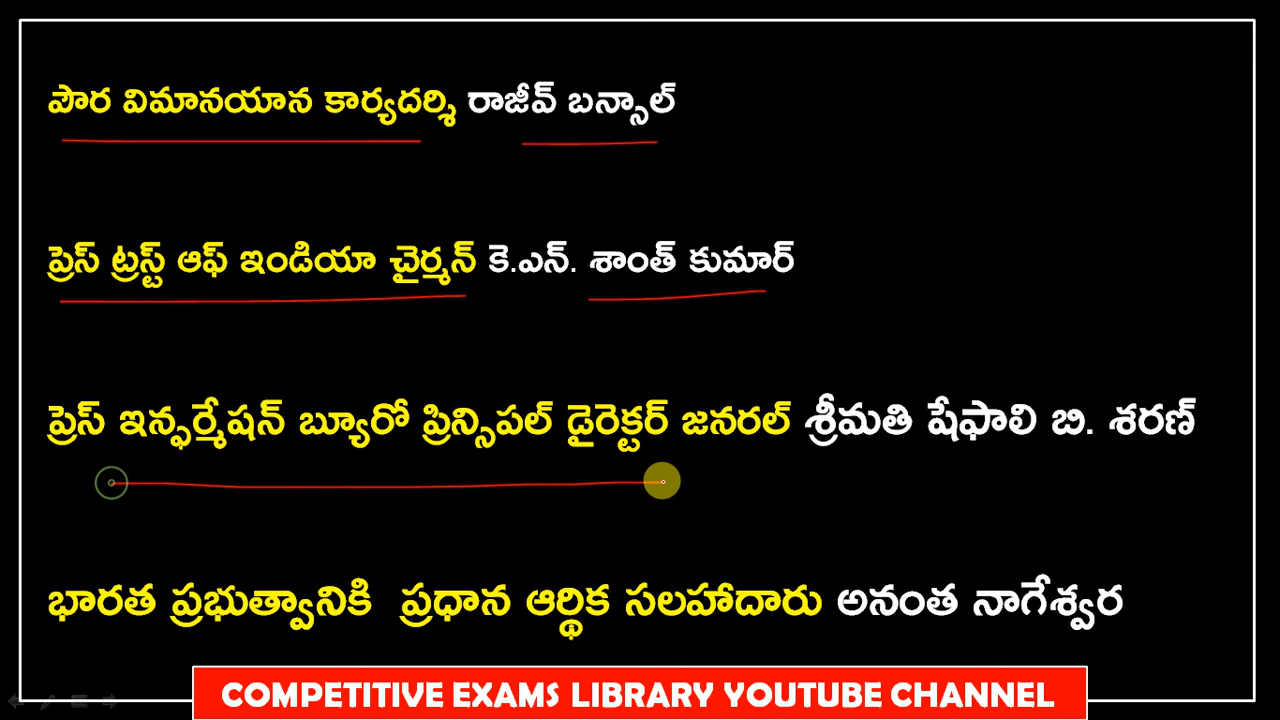 పౌర విమానయాన కార్యదర్శి రాజీవ్ బన్సాల్
ప్రెస్ ట్రస్ట్ ఆఫ్ ఇండియా చైర్మన్ కె.ఎన్. శాంత్ కుమార్
ప్రెస్ ఇన్ఫర్మేషన్ బ్యూరో ప్రిన్సిపల్ డైరెక్టర్ జనరల్ శ్రీమతి షేఫాలి బి. శరణ్
భారత ప్రభుత్వానికి ప్రధాన ఆర్థిక సలహాదారు అనంత నాగేశ్వర
COMPETITIVE EXAMS LIBRARY YOUTUBE CHANNEL